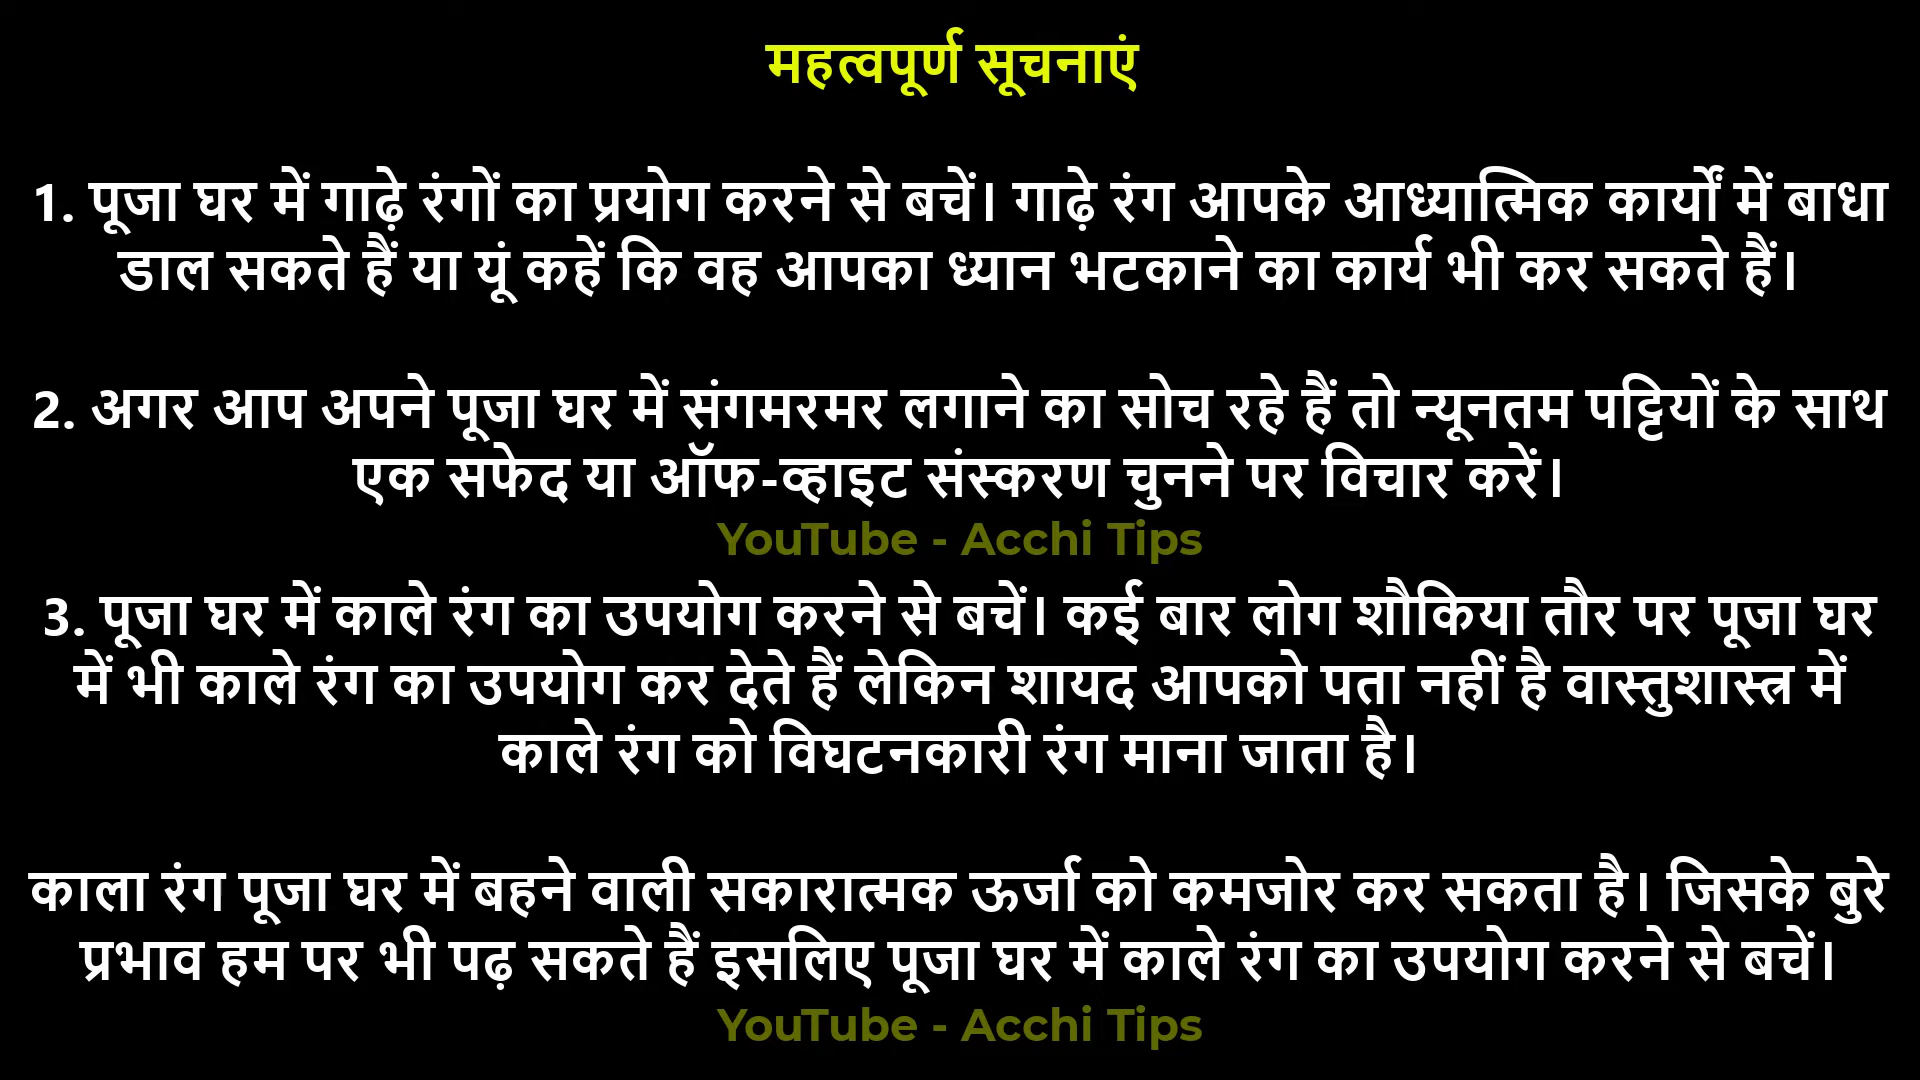 महत्वपूर्ण सूचनाएं
1. पूजा घर में गाढ़े रंगों का प्रयोग करने से बचें। गाढ़े रंग आपके आध्यात्मिक कार्यों में बाधा
डाल सकते हैं या यूं कहें कि वह आपका ध्यान भटकाने का कार्य भी कर सकते हैं।
2. अगर आप अपने पूजा घर में संगमरमर लगाने का सोच रहे हैं तो न्यूनतम पट्टियों के साथ
एक सफेद या ऑफ-व्हाइट संस्करण चुनने पर विचार करें।
YouTube - Acchi Tips
3. पूजा घर में काले रंग का उपयोग करने से बचें। कई बार लोग शौकिया तौर पर पूजा घर
में भी काले रंग का उपयोग कर देते हैं लेकिन शायद आपको पता नहीं है वास्तुशास्त्र में
काले रंग को विघटनकारी रंग माना जाता है।
काला रंग पूजा घर में बहने वाली सकारात्मक ऊर्जा को कमजोर कर सकता है। जिसके बुरे
प्रभाव हम पर भी पढ़ सकते हैं इसलिए पूजा घर में काले रंग का उपयोग करने से बचें।
YouTube - Acchi Tips